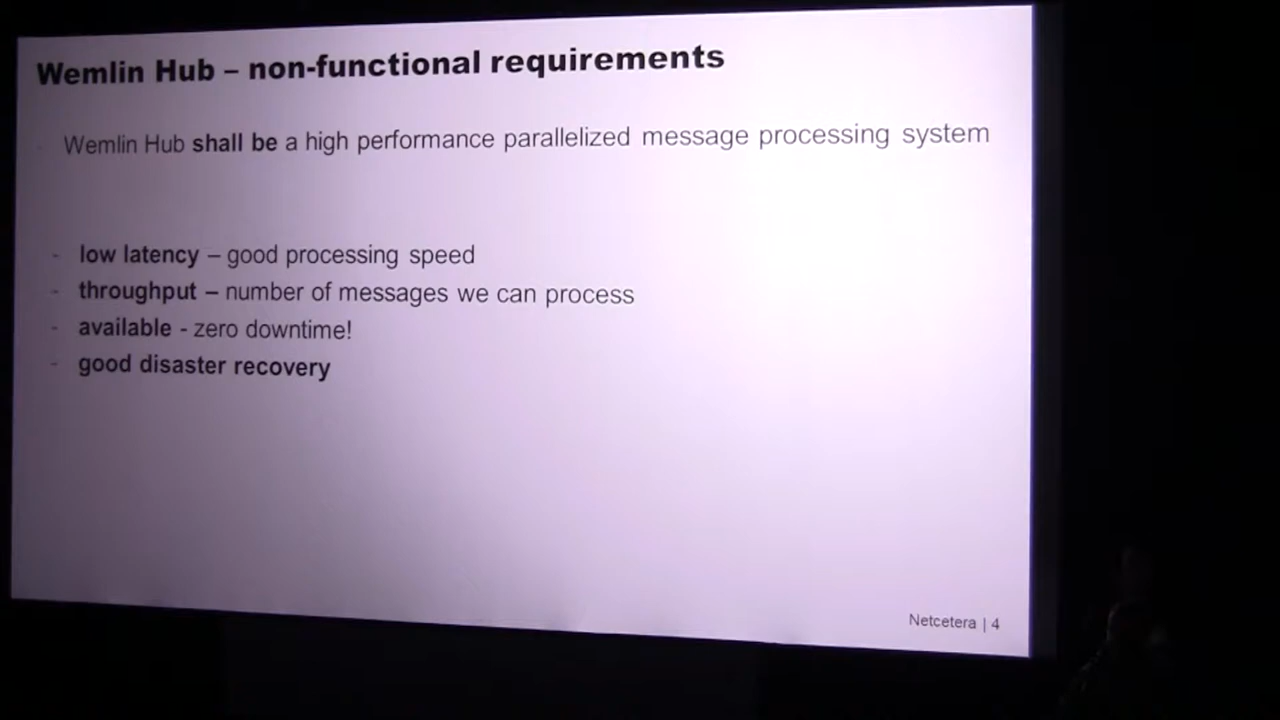 Wemlin Hub – non-functional requirements
Wemlin Hub shall be a high performance parallelized message processing system
- low latency – good processing speed
- throughput – number of messages we can process
- available - zero downtime!
- good disaster recovery
Netcetera | 4